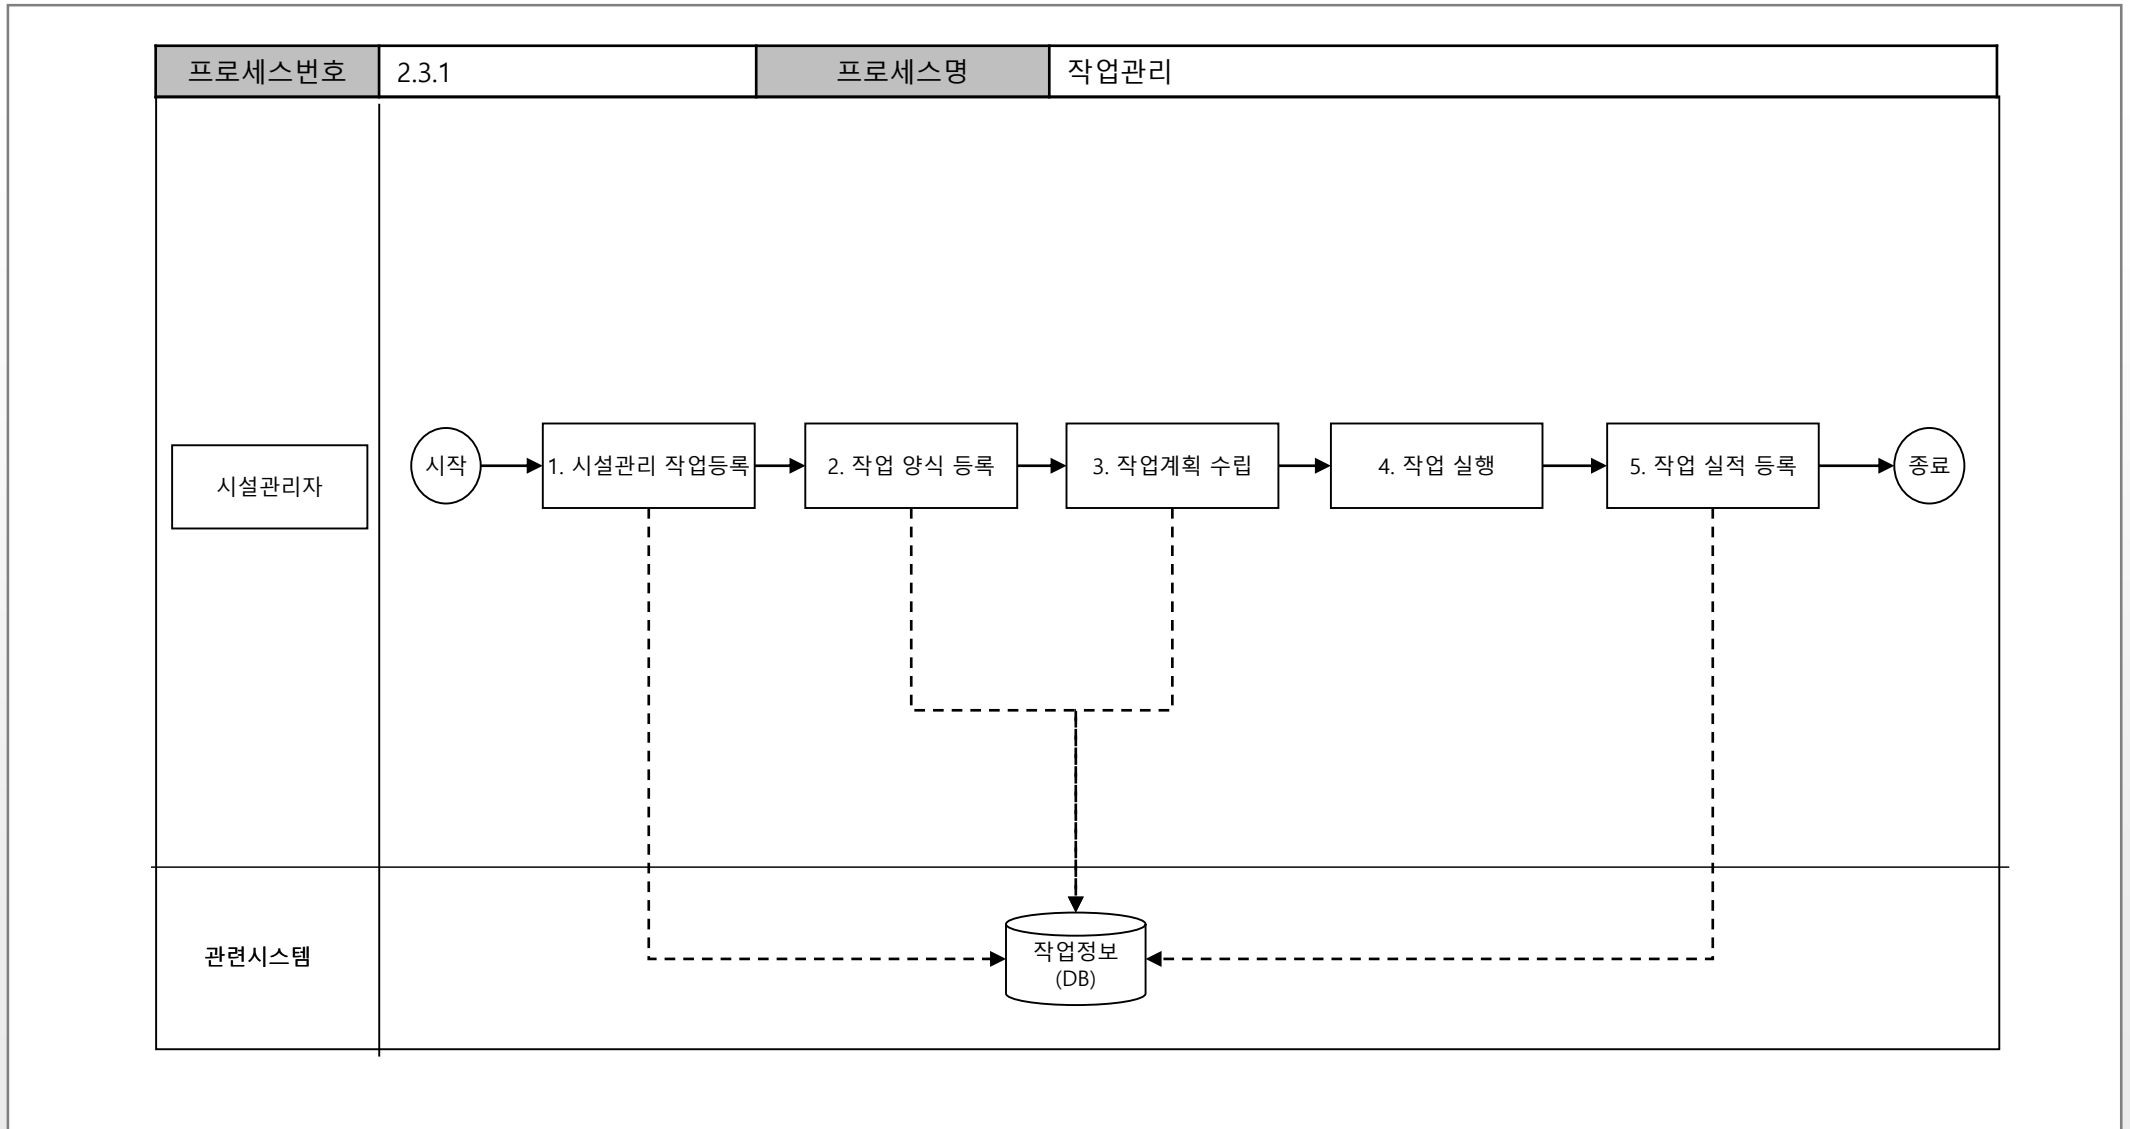 프로세스번호
2.3.1
프로세스명
작업관리
시설관리자
시작
1. 시설관리 작업등록
2. 작업 양식 등록
3. 작업계획 수립
4. 작업 실행
5. 작업 실적 등록
종료
관련시스템
작업정보
(DB)